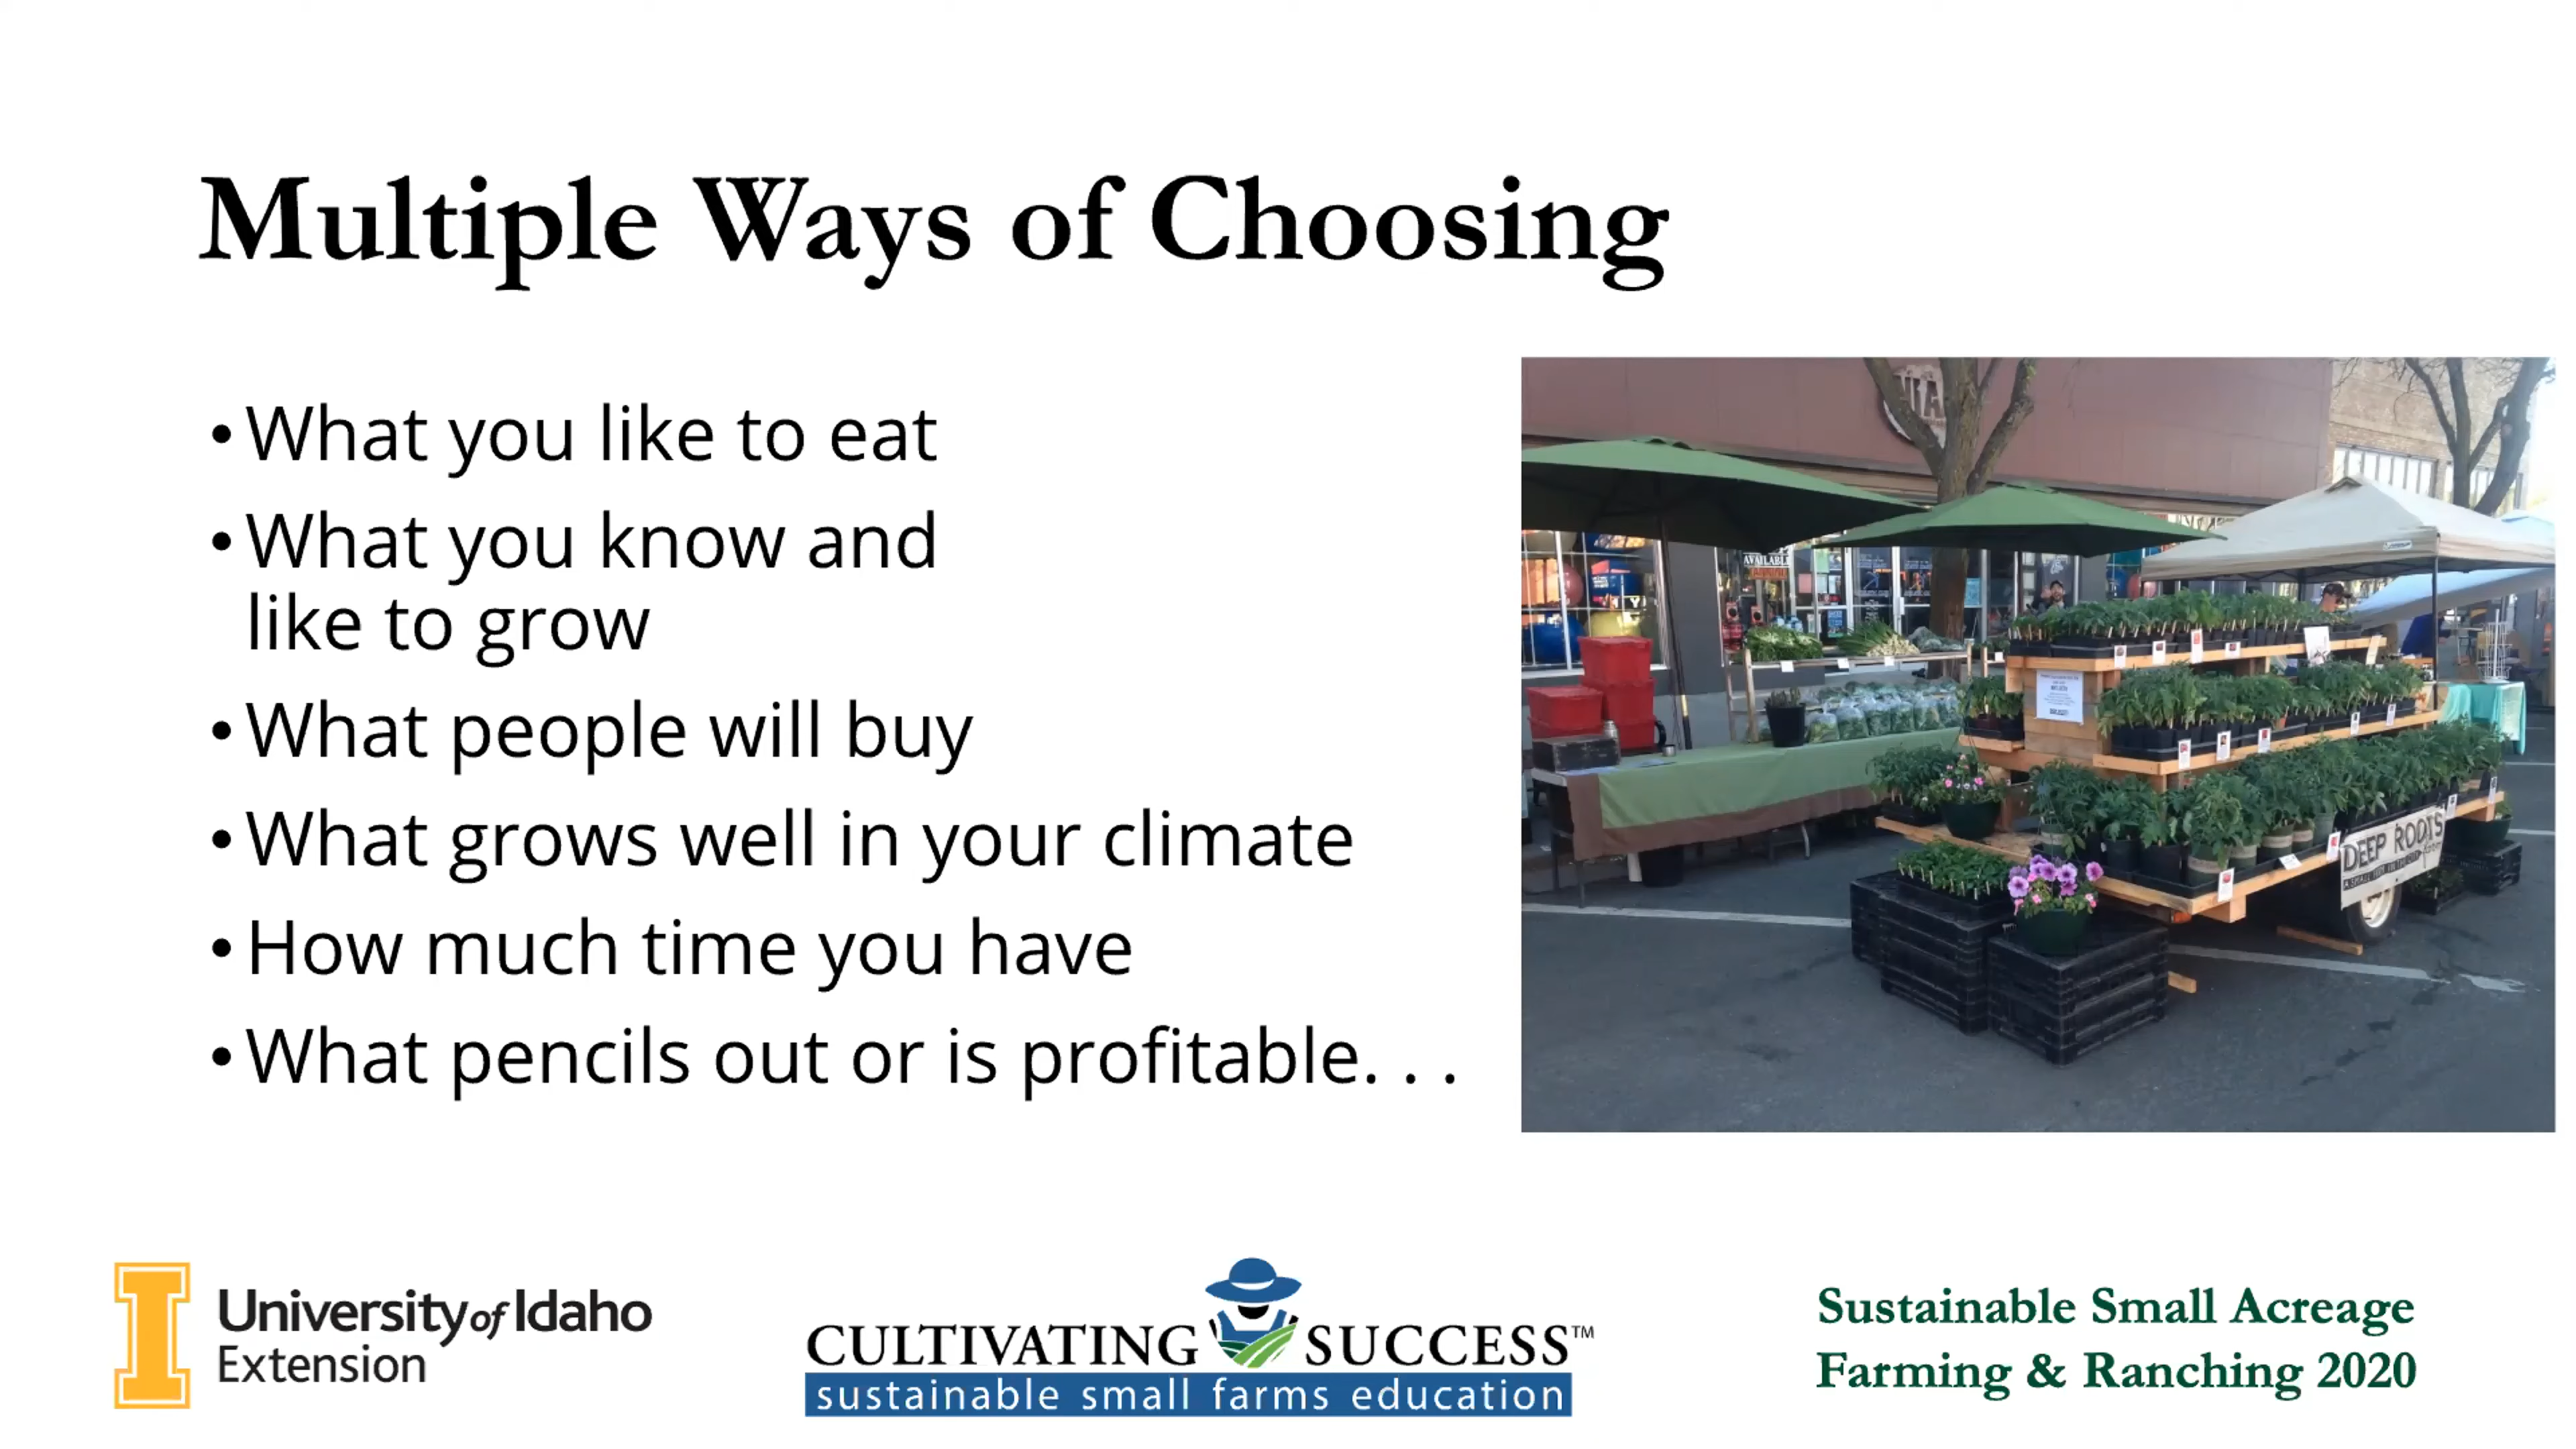 Multiple Ways of Choosing
• What you like to eat
• What you know and
like to grow
• What people will buy
• What grows well in your climate
• How much time you have
• What pencils out or is profitable. . .
AVAILABLE
DEEP ROOTS
University of Idaho
Extension
CULTIVATING SUCCESS™
sustainable small farms education
Sustainable Small Acreage
Farming & Ranching 2020